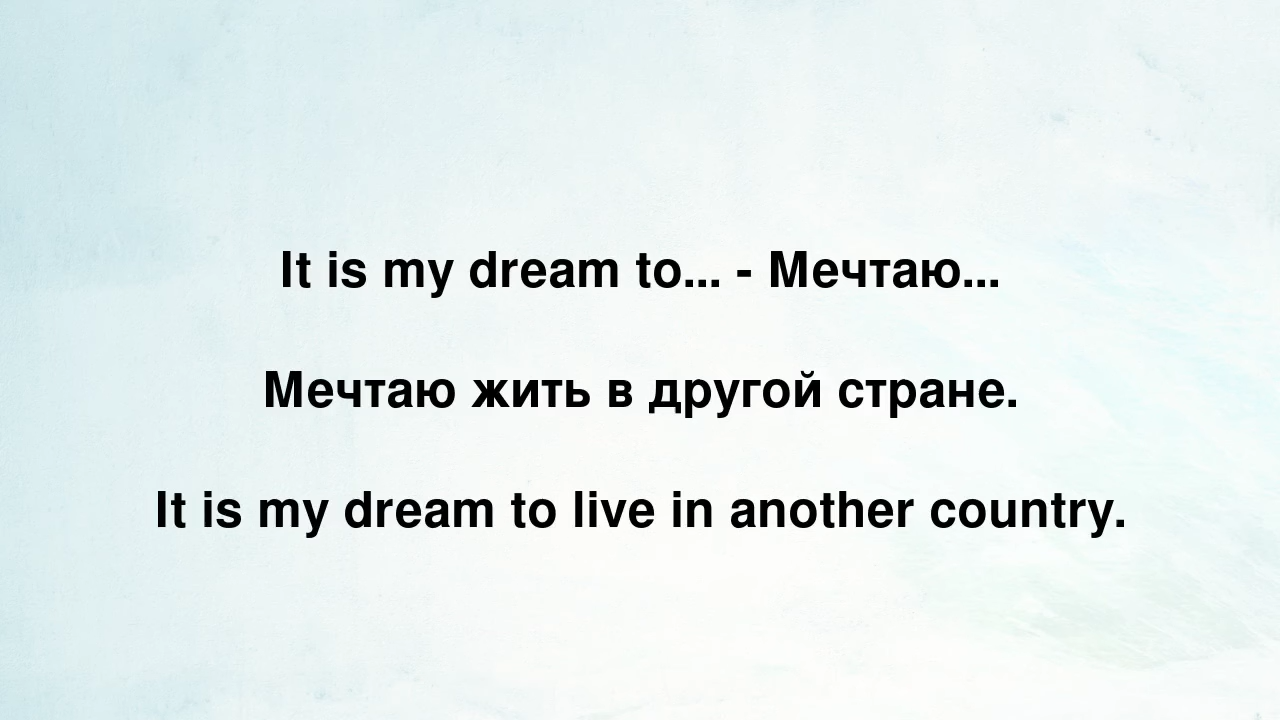 It is my dream to... - Мечтаю...
Мечтаю жить в другой стране.
It is my dream to live in another country.